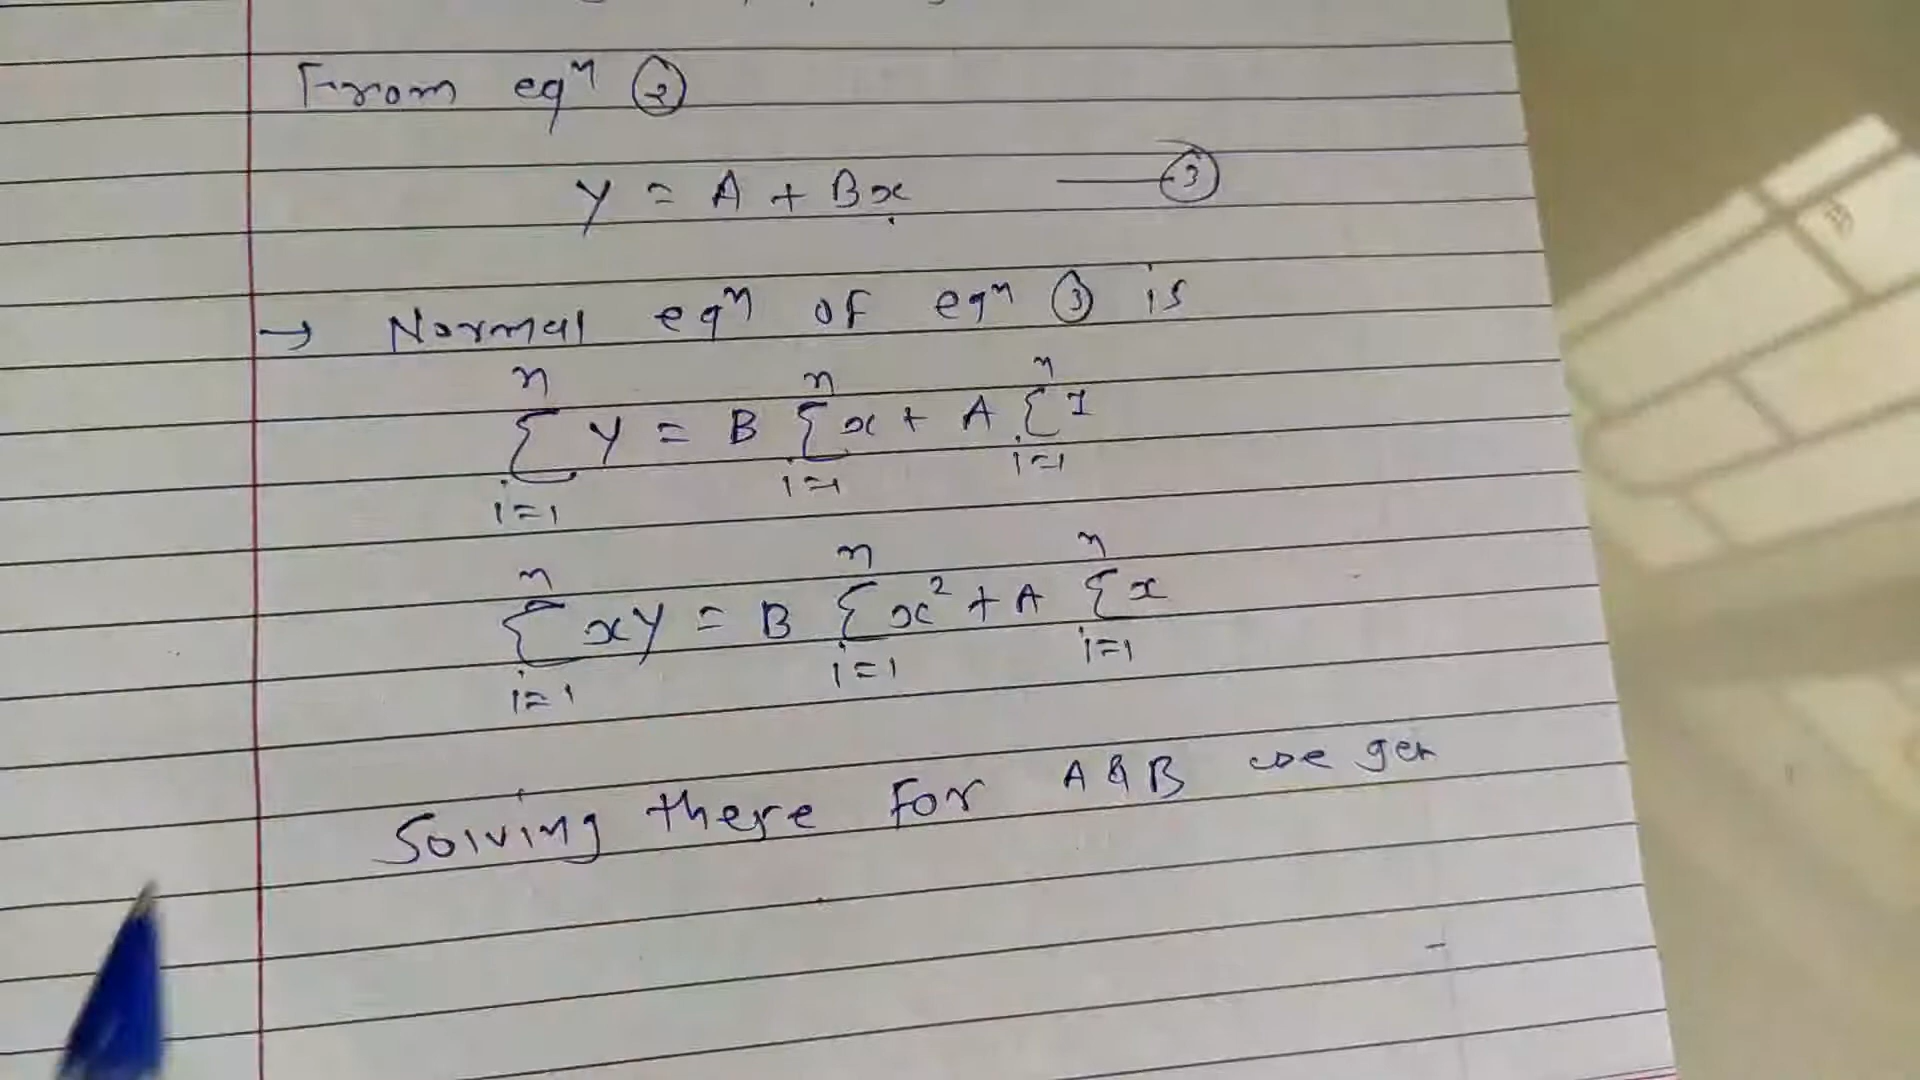 From eqⁿ ②
Y = A + Bx —— ③
→ Normal eqⁿ of eqⁿ ③ is
n n n
Σ Y = B Σ x + A Σ 1
i=1 i=1 i=1
n n n
Σ xY = B Σ x² + A Σ x
i=1 i=1 i=1
Solving these for A & B we get